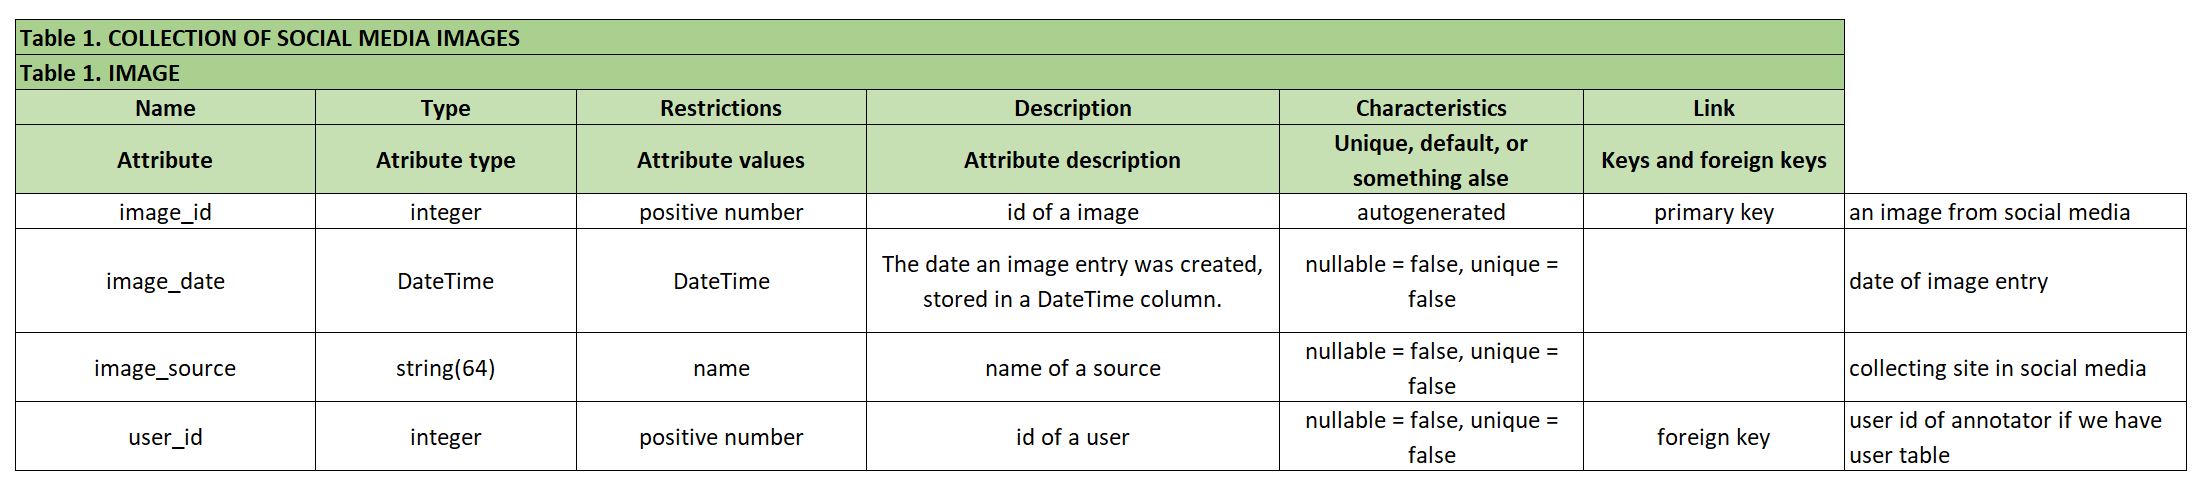 Table 1. COLLECTION OF SOCIAL MEDIA IMAGES
Table 1. IMAGE
Name Type Restrictions Description Characteristics Link
Attribute Atribute type Attribute values Attribute description Unique, default, or something alse Keys and foreign keys
image_id integer positive number id of a image autogenerated primary key an image from social media
image_date DateTime DateTime The date an image entry was created, stored in a DateTime column. nullable = false, unique = false date of image entry
image_source string(64) name name of a source nullable = false, unique = false collecting site in social media
user_id integer positive number id of a user nullable = false, unique = false foreign key user id of annotator if we have user table